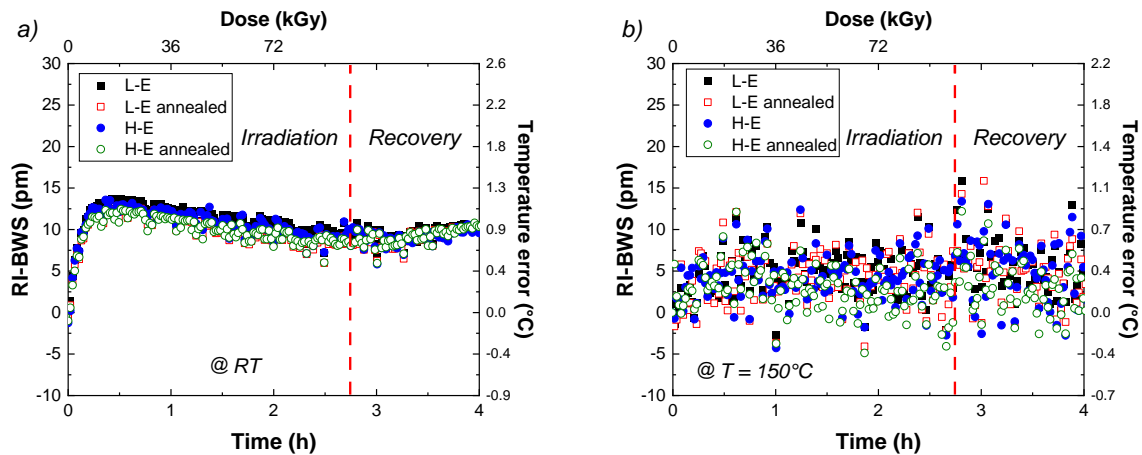 a)
Dose (kGy)
0 36 72
30 2.6
25 2.2
20 1.7
15 1.3
10 0.9
5 0.4
0 0.0
-5 -0.4
-10 -0.9
RI-BWS (pm)
Temperature error (°C)
L-E
L-E annealed
H-E
H-E annealed
Irradiation
Recovery
@ RT
0 1 2 3 4
Time (h)
b)
Dose (kGy)
0 36 72
30 2.2
25 1.8
20 1.4
15 1.1
10 0.7
5 0.4
0 0.0
-5 -0.4
-10 -0.7
RI-BWS (pm)
Temperature error (°C)
L-E
L-E annealed
H-E
H-E annealed
Irradiation
Recovery
@ T = 150°C
0 1 2 3 4
Time (h)